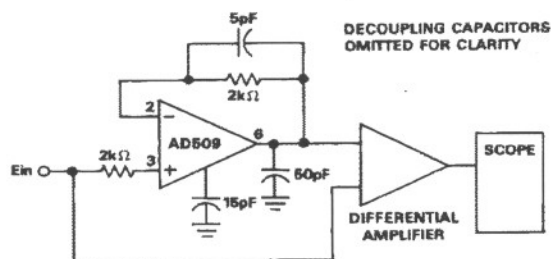 5pF
DECOUPLING CAPACITORS
OMITTED FOR CLARITY
2kΩ
2
−
AD509
6
SCOPE
Ein
2kΩ
3
+
50pF
15pF
DIFFERENTIAL
AMPLIFIER